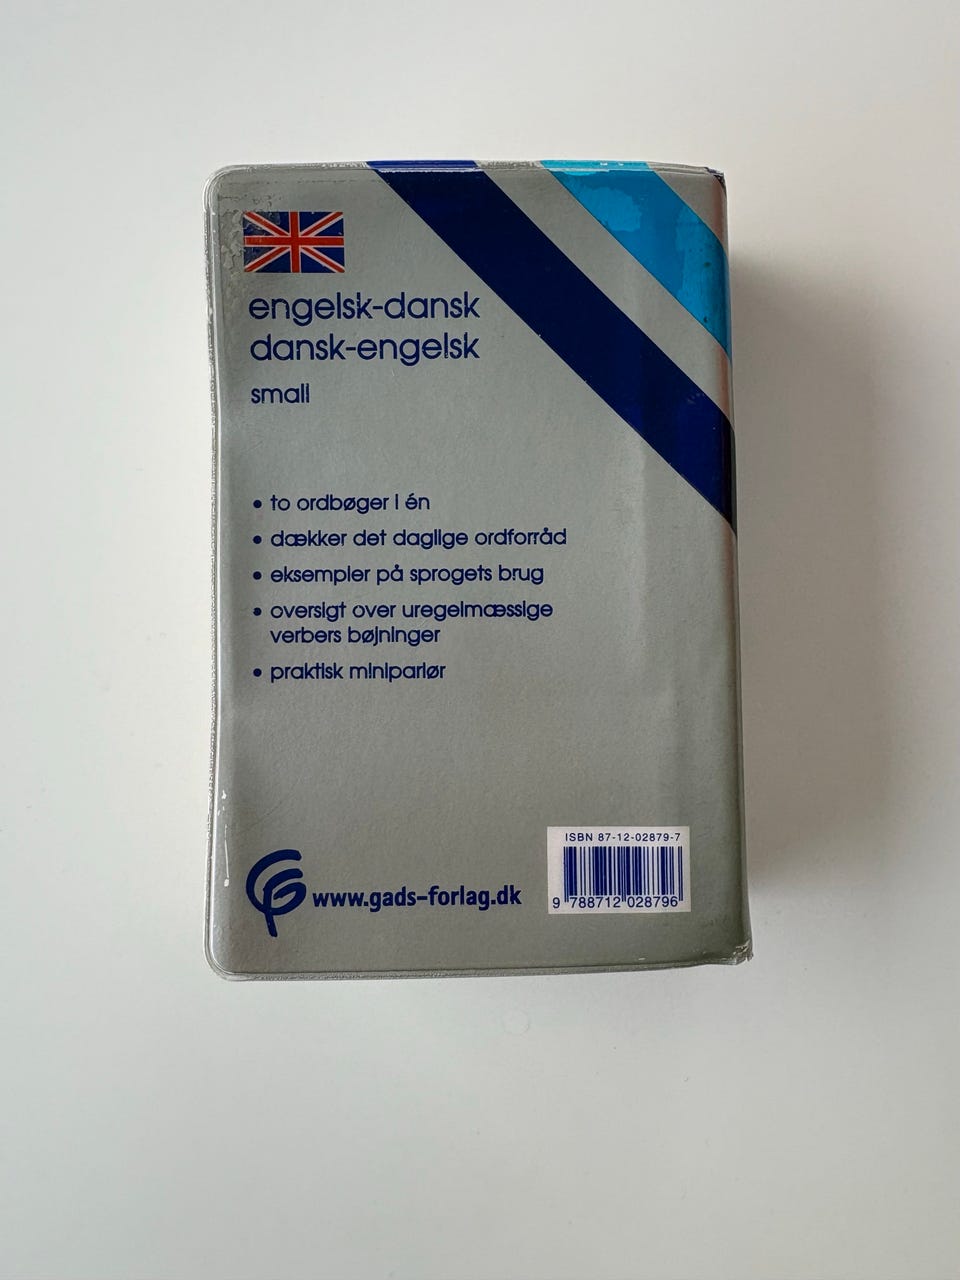 engelsk-dansk
dansk-engelsk
small
• to ordbøger i én
• dækker det daglige ordforråd
• eksempler på sprogets brug
• oversigt over uregelmæssige
verbers bøjninger
• praktisk miniparlør
www.gads-forlag.dk
ISBN 87-12-02879-7
9 788712 028796